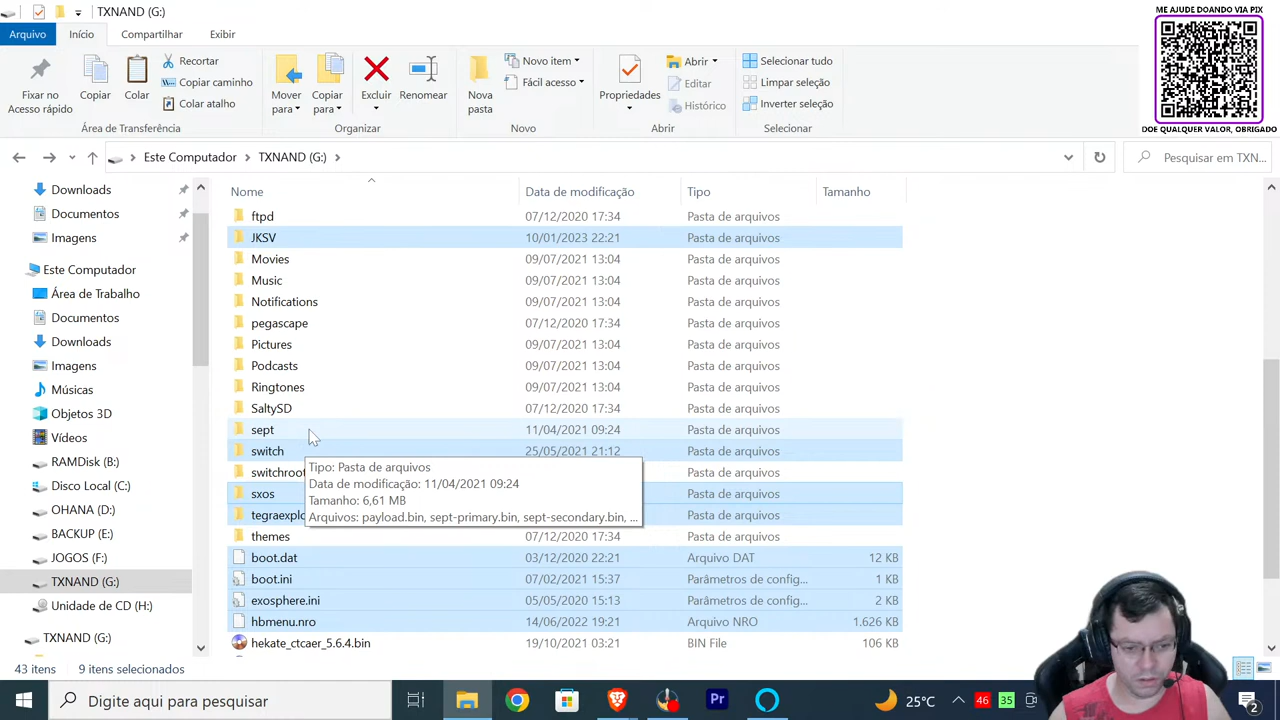 TXNAND (G:)
ME AJUDE DOANDO VIA PIX
Arquivo
Início
Compartilhar
Exibir
Fixar no
Acesso rápido
Copiar
Colar
Recortar
Copiar caminho
Colar atalho
Mover
para
Copiar
para
Excluir
Renomear
Nova
pasta
Novo item
Fácil acesso
Propriedades
Abrir
Editar
Histórico
Selecionar tudo
Limpar seleção
Inverter seleção
Área de Transferência
Organizar
Novo
Abrir
Selecionar
DOE QUALQUER VALOR, OBRIGADO
Este Computador
TXNAND (G:)
Pesquisar em TXN...
Nome
Data de modificação
Tipo
Tamanho
Downloads
Documentos
Imagens
Este Computador
Área de Trabalho
Documentos
Downloads
Imagens
Músicas
Objetos 3D
Vídeos
RAMDisk (B:)
Disco Local (C:)
OHANA (D:)
BACKUP (E:)
JOGOS (F:)
TXNAND (G:)
Unidade de CD (H:)
TXNAND (G:)
ftpd 07/12/2020 17:34 Pasta de arquivos
JKSV 10/01/2023 22:21 Pasta de arquivos
Movies 09/07/2021 13:04 Pasta de arquivos
Music 09/07/2021 13:04 Pasta de arquivos
Notifications 09/07/2021 13:04 Pasta de arquivos
pegascape 07/12/2020 17:34 Pasta de arquivos
Pictures 09/07/2021 13:04 Pasta de arquivos
Podcasts 09/07/2021 13:04 Pasta de arquivos
Ringtones 09/07/2021 13:04 Pasta de arquivos
SaltySD 07/12/2020 17:34 Pasta de arquivos
sept 11/04/2021 09:24 Pasta de arquivos
switch 25/05/2021 21:12 Pasta de arquivos
switchroot Pasta de arquivos
sxos Pasta de arquivos
tegraexplo Pasta de arquivos
themes 07/12/2020 17:34 Pasta de arquivos
boot.dat 03/12/2020 22:21 Arquivo DAT 12 KB
boot.ini 07/02/2021 15:37 Parâmetros de config... 1 KB
exosphere.ini 05/05/2020 15:13 Parâmetros de config... 2 KB
hbmenu.nro 14/06/2022 19:21 Arquivo NRO 1.626 KB
hekate_ctcaer_5.6.4.bin 19/10/2021 03:21 BIN File 106 KB
Tipo: Pasta de arquivos
Data de modificação: 11/04/2021 09:24
Tamanho: 6,61 MB
Arquivos: payload.bin, sept-primary.bin, sept-secondary.bin, ...
43 itens
9 itens selecionados
Digite aqui para pesquisar
Pr
25°C
46
35
2